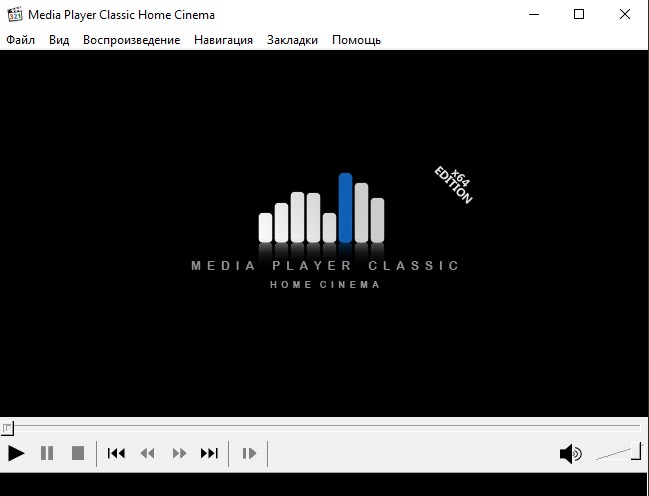 Media Player Classic Home Cinema
Файл Вид Воспроизведение Навигация Закладки Помощь
x64
EDITION
MEDIA PLAYER CLASSIC
HOME CINEMA